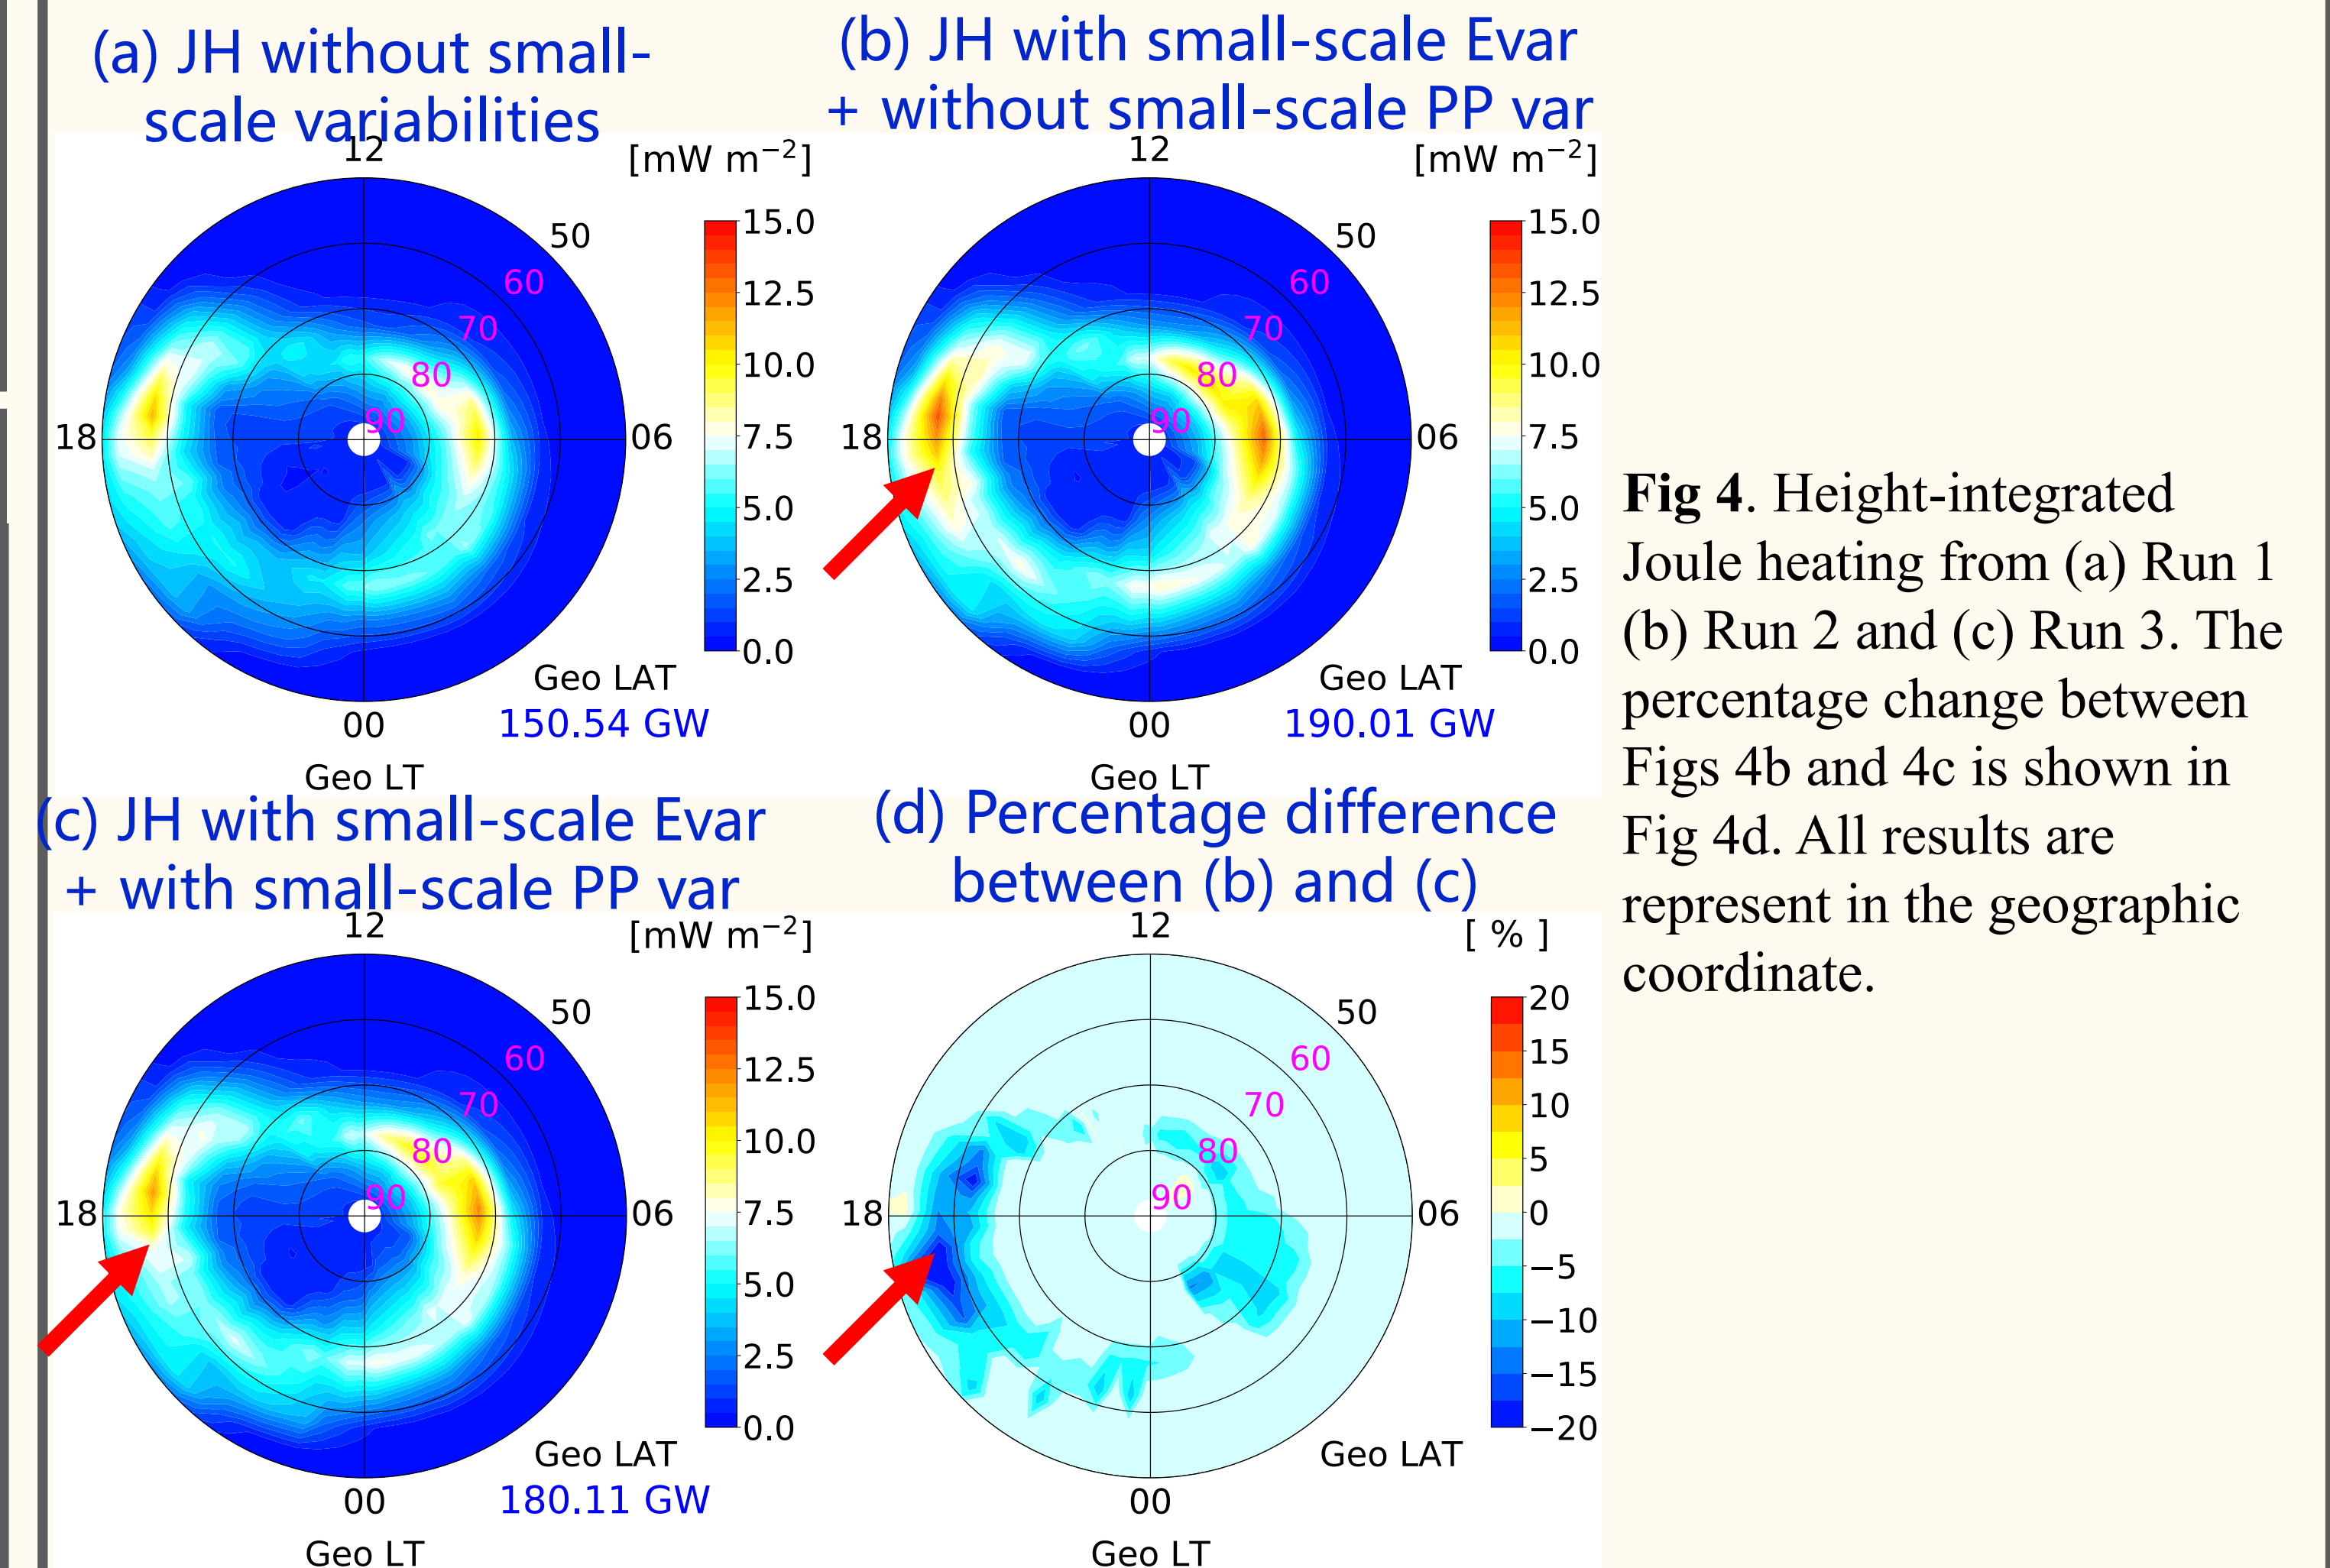 (a) JH without small-
scale variabilities
12
[mW m⁻²]
50
60
70
80
90
18
06
15.0
12.5
10.0
7.5
5.0
2.5
0.0
Geo LAT
150.54 GW
00
Geo LT
(b) JH with small-scale Evar
+ without small-scale PP var
12
[mW m⁻²]
50
60
70
80
90
18
06
15.0
12.5
10.0
7.5
5.0
2.5
0.0
Geo LAT
190.01 GW
00
Geo LT
(c) JH with small-scale Evar
+ with small-scale PP var
12
[mW m⁻²]
50
60
70
80
90
18
06
15.0
12.5
10.0
7.5
5.0
2.5
0.0
Geo LAT
180.11 GW
00
Geo LT
(d) Percentage difference
between (b) and (c)
12
[ % ]
50
60
70
80
90
18
06
20
15
10
5
0
−5
−10
−15
−20
Geo LAT
00
Geo LT
Fig 4. Height-integrated
Joule heating from (a) Run 1
(b) Run 2 and (c) Run 3. The
percentage change between
Figs 4b and 4c is shown in
Fig 4d. All results are
represent in the geographic
coordinate.